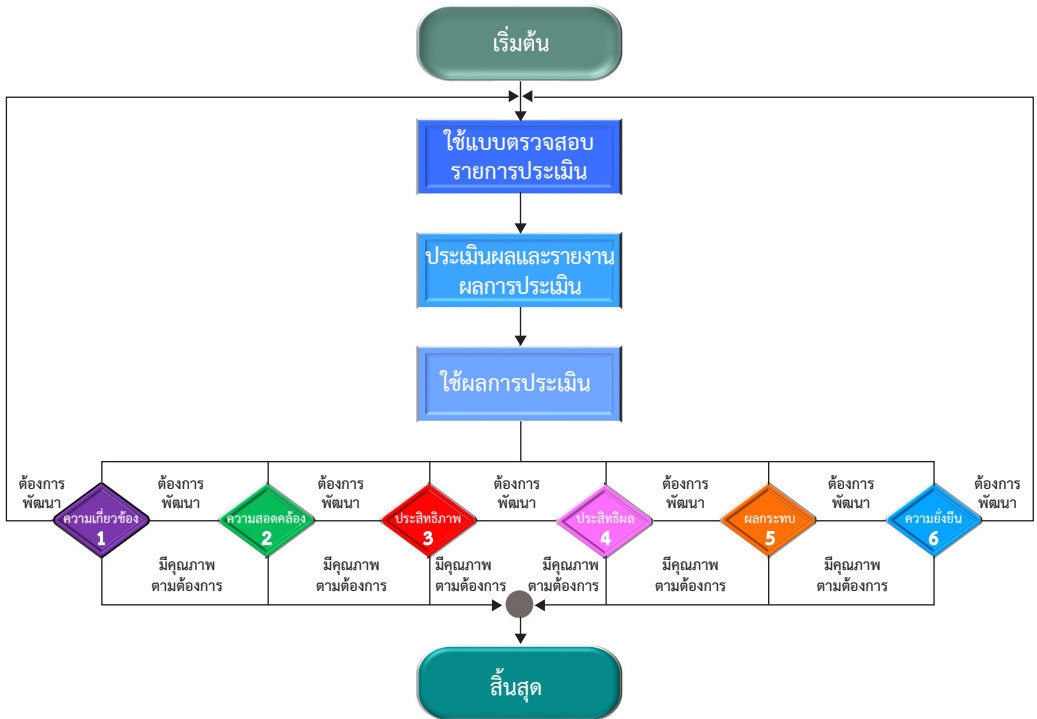 เริ่มต้น
ใช้แบบตรวจสอบ
รายการประเมิน
ประเมินผลและรายงาน
ผลการประเมิน
ใช้ผลการประเมิน
ต้องการ
พัฒนา
ต้องการ
พัฒนา
ต้องการ
พัฒนา
ต้องการ
พัฒนา
ต้องการ
พัฒนา
ต้องการ
พัฒนา
ต้องการ
พัฒนา
ความเกี่ยวข้อง
1
ความสอดคล้อง
2
ประสิทธิภาพ
3
ประสิทธิผล
4
ผลกระทบ
5
ความยั่งยืน
6
มีคุณภาพ
ตามต้องการ
มีคุณภาพ
ตามต้องการ
มีคุณภาพ
ตามต้องการ
มีคุณภาพ
ตามต้องการ
มีคุณภาพ
ตามต้องการ
มีคุณภาพ
ตามต้องการ
สิ้นสุด